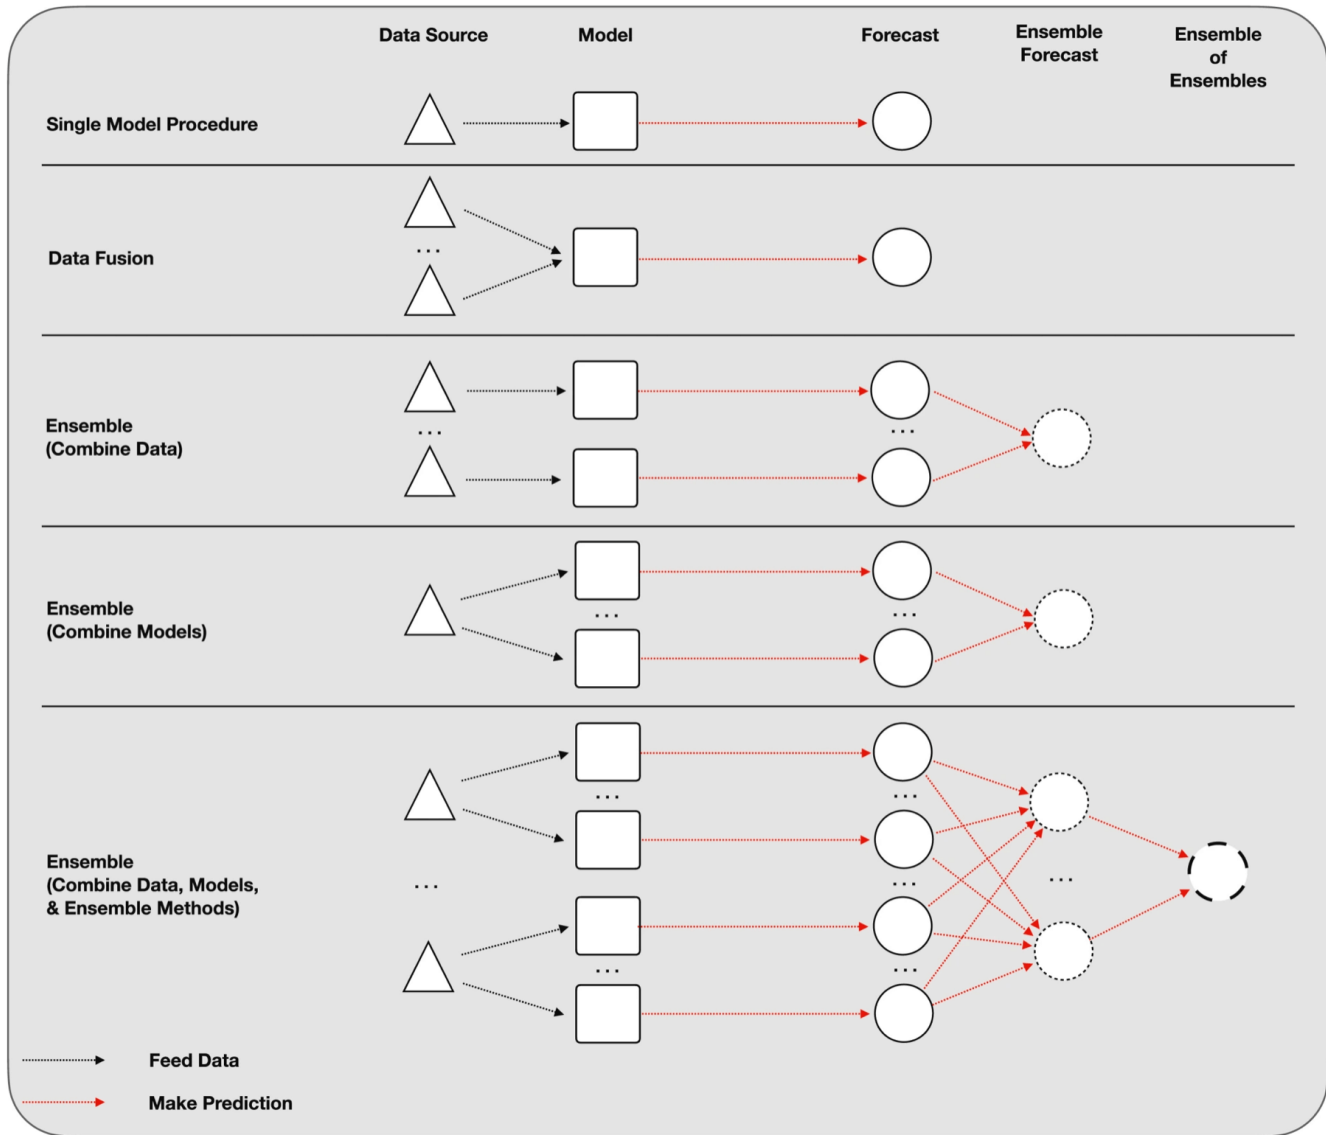 Data Source
Model
Forecast
Ensemble
Forecast
Ensemble
of
Ensembles
Single Model Procedure
...
Data Fusion
Ensemble
(Combine Data)
...
...
Ensemble
(Combine Models)
...
...
Ensemble
(Combine Data, Models,
& Ensemble Methods)
...
...
...
...
...
...
...
Feed Data
Make Prediction